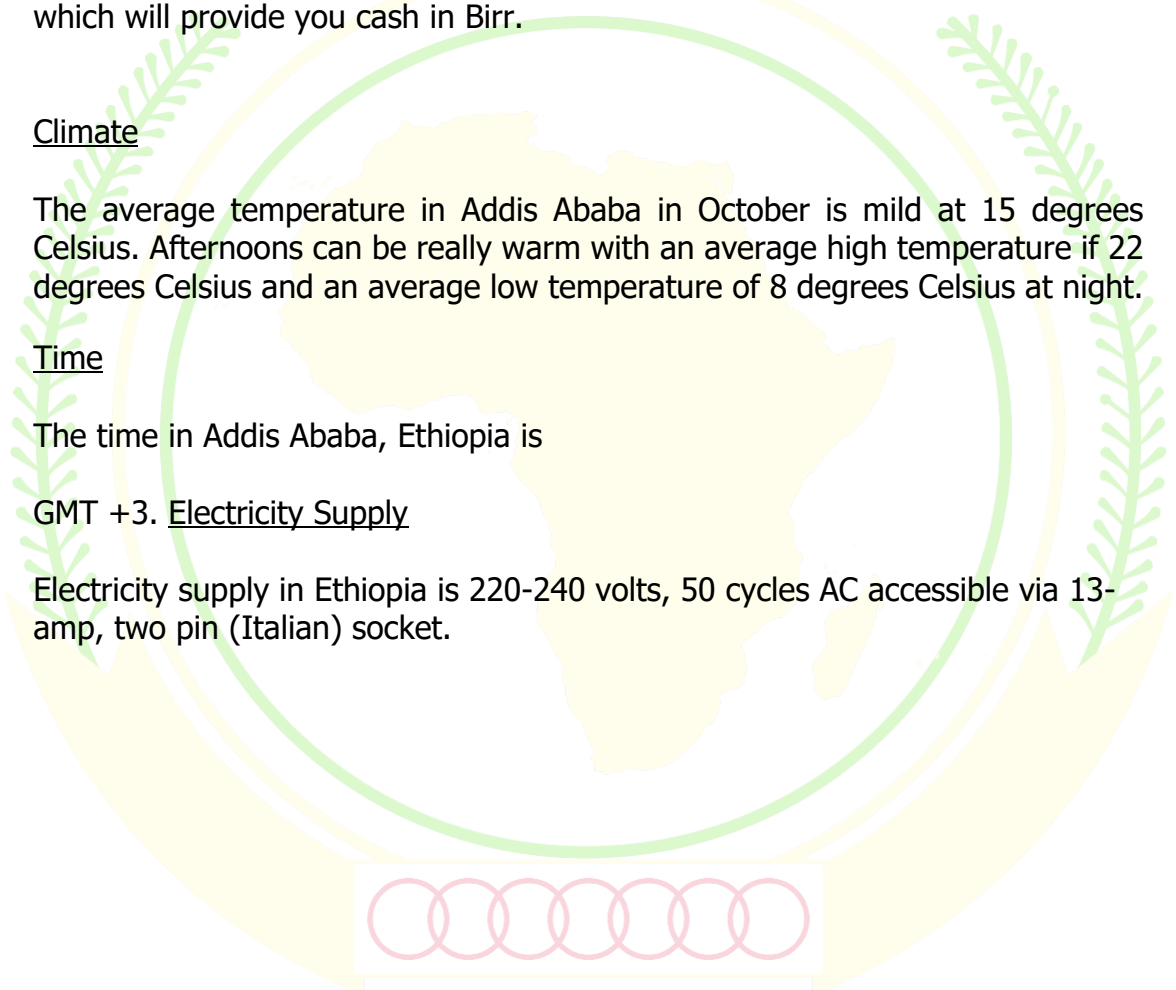 which will provide you cash in Birr.
Climate
The average temperature in Addis Ababa in October is mild at 15 degrees
Celsius. Afternoons can be really warm with an average high temperature if 22
degrees Celsius and an average low temperature of 8 degrees Celsius at night.
Time
The time in Addis Ababa, Ethiopia is
GMT +3. Electricity Supply
Electricity supply in Ethiopia is 220-240 volts, 50 cycles AC accessible via 13-
amp, two pin (Italian) socket.